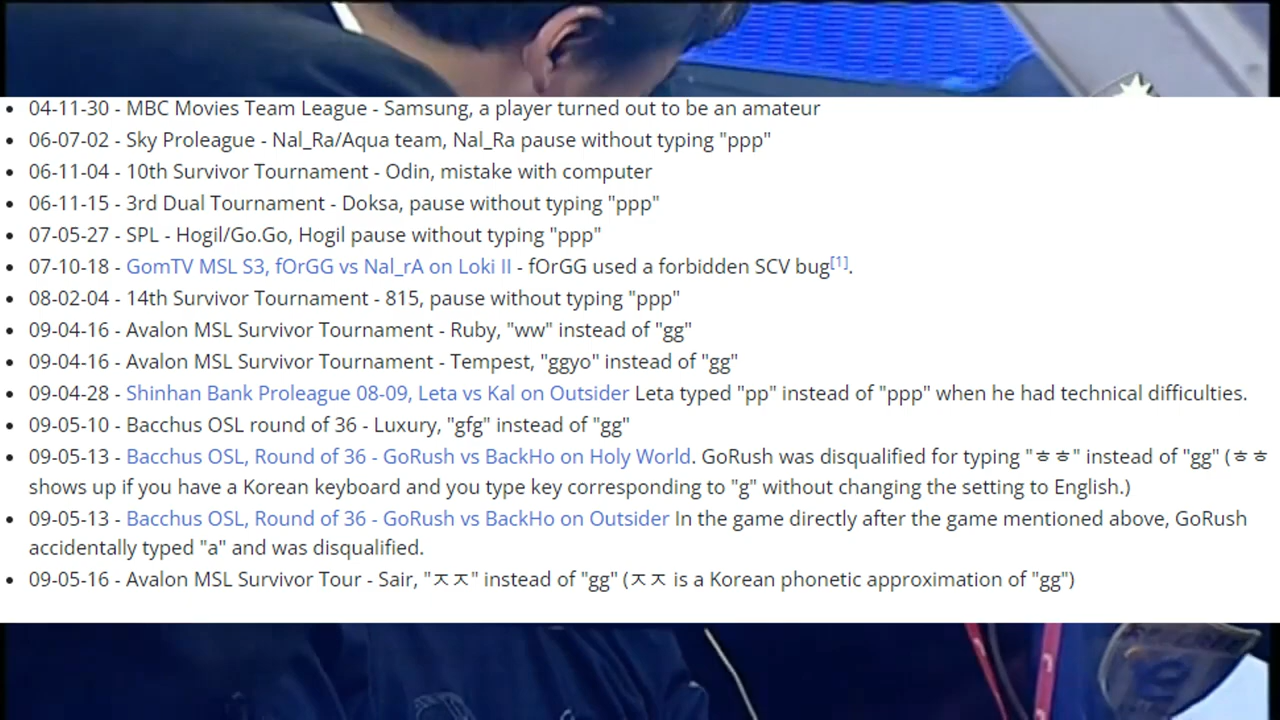 04-11-30 - MBC Movies Team League - Samsung, a player turned out to be an amateur
06-07-02 - Sky Proleague - Nal_Ra/Aqua team, Nal_Ra pause without typing "ppp"
06-11-04 - 10th Survivor Tournament - Odin, mistake with computer
06-11-15 - 3rd Dual Tournament - Doksa, pause without typing "ppp"
07-05-27 - SPL - Hogil/Go.Go, Hogil pause without typing "ppp"
07-10-18 - GomTV MSL S3, fOrGG vs Nal_rA on Loki II - fOrGG used a forbidden SCV bug[1].
08-02-04 - 14th Survivor Tournament - 815, pause without typing "ppp"
09-04-16 - Avalon MSL Survivor Tournament - Ruby, "ww" instead of "gg"
09-04-16 - Avalon MSL Survivor Tournament - Tempest, "ggyo" instead of "gg"
09-04-28 - Shinhan Bank Proleague 08-09, Leta vs Kal on Outsider Leta typed "pp" instead of "ppp" when he had technical difficulties.
09-05-10 - Bacchus OSL round of 36 - Luxury, "gfg" instead of "gg"
09-05-13 - Bacchus OSL, Round of 36 - GoRush vs BackHo on Holy World. GoRush was disqualified for typing "ㅎㅎ" instead of "gg" (ㅎㅎ
shows up if you have a Korean keyboard and you type key corresponding to "g" without changing the setting to English.)
09-05-13 - Bacchus OSL, Round of 36 - GoRush vs BackHo on Outsider In the game directly after the game mentioned above, GoRush
accidentally typed "a" and was disqualified.
09-05-16 - Avalon MSL Survivor Tour - Sair, "ㅈㅈ" instead of "gg" (ㅈㅈ is a Korean phonetic approximation of "gg")